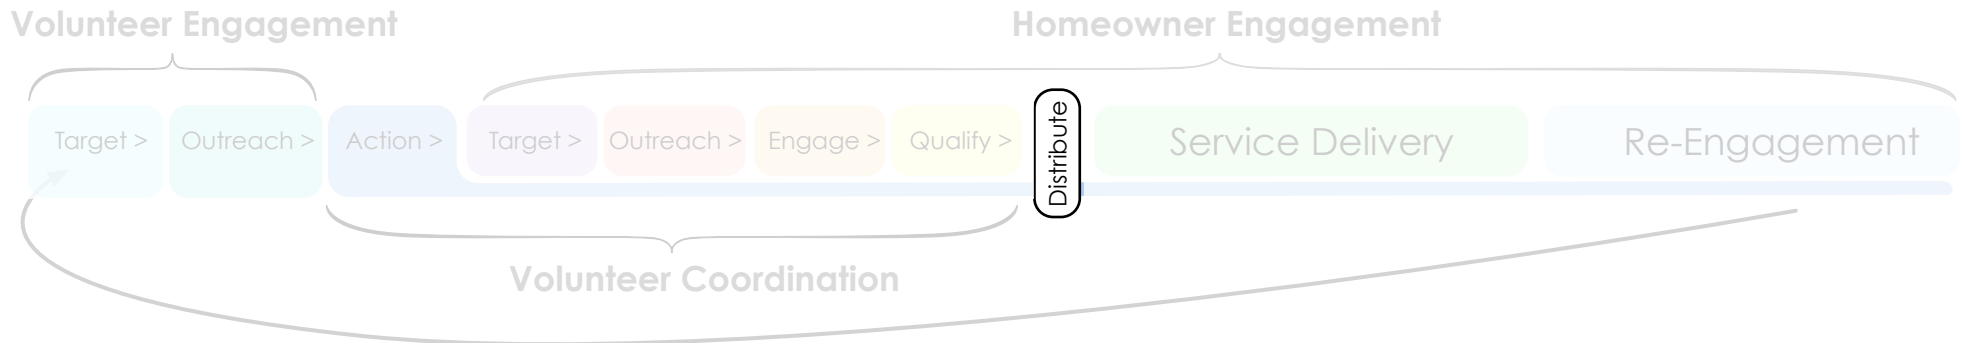 Volunteer Engagement
Homeowner Engagement
Target >
Outreach >
Action >
Target >
Outreach >
Engage >
Qualify >
Distribute
Service Delivery
Re-Engagement
Volunteer Coordination